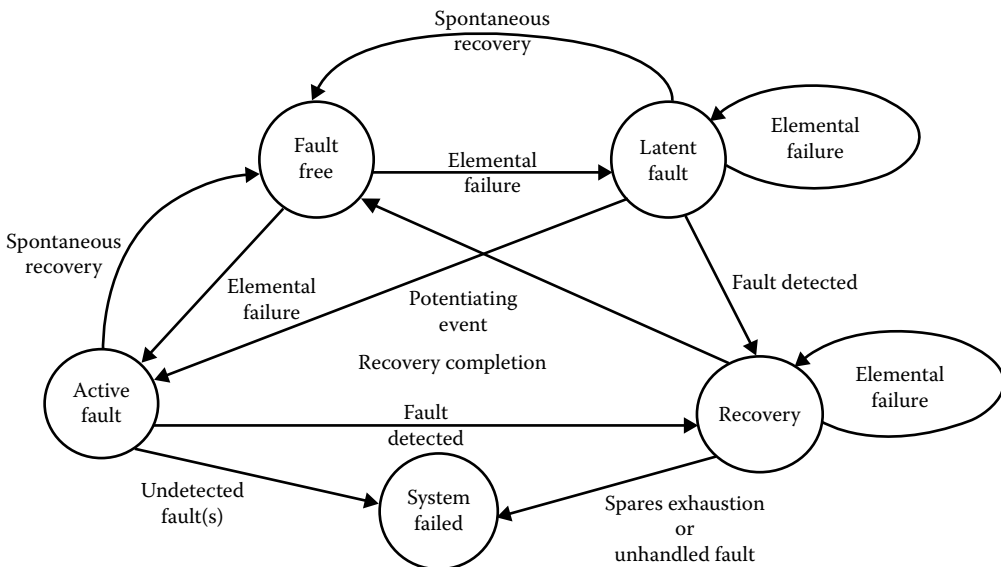 Spontaneous
recovery
Fault
free
Elemental
failure
Latent
fault
Elemental
failure
Spontaneous
recovery
Elemental
failure
Potentiating
event
Fault detected
Recovery completion
Active
fault
Fault
detected
Recovery
Elemental
failure
Undetected
fault(s)
System
failed
Spares exhaustion
or
unhandled fault